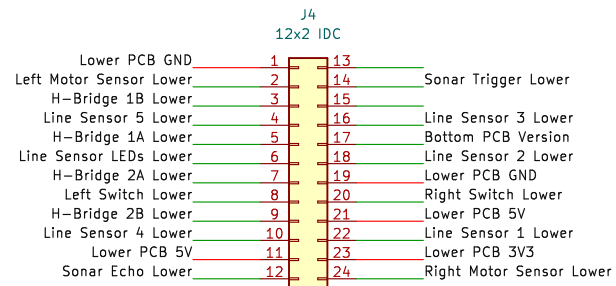 J4
12x2 IDC
Lower PCB GND 1 13
Left Motor Sensor Lower 2 14 Sonar Trigger Lower
H-Bridge 1B Lower 3 15
Line Sensor 5 Lower 4 16 Line Sensor 3 Lower
H-Bridge 1A Lower 5 17 Bottom PCB Version
Line Sensor LEDs Lower 6 18 Line Sensor 2 Lower
H-Bridge 2A Lower 7 19 Lower PCB GND
Left Switch Lower 8 20 Right Switch Lower
H-Bridge 2B Lower 9 21 Lower PCB 5V
Line Sensor 4 Lower 10 22 Line Sensor 1 Lower
Lower PCB 5V 11 23 Lower PCB 3V3
Sonar Echo Lower 12 24 Right Motor Sensor Lower